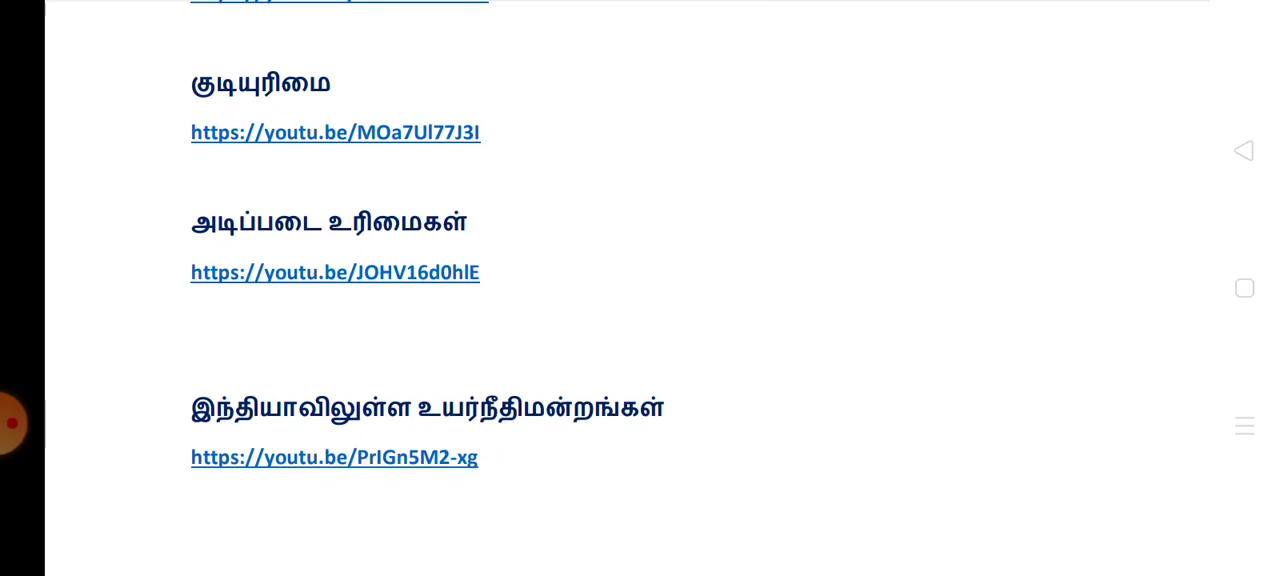 குடியுரிமை
https://youtu.be/MOa7Ul77J3I
அடிப்படை உரிமைகள்
https://youtu.be/JOHV16d0hlE
இந்தியாவிலுள்ள உயர்நீதிமன்றங்கள்
https://youtu.be/PrIGn5M2-xg